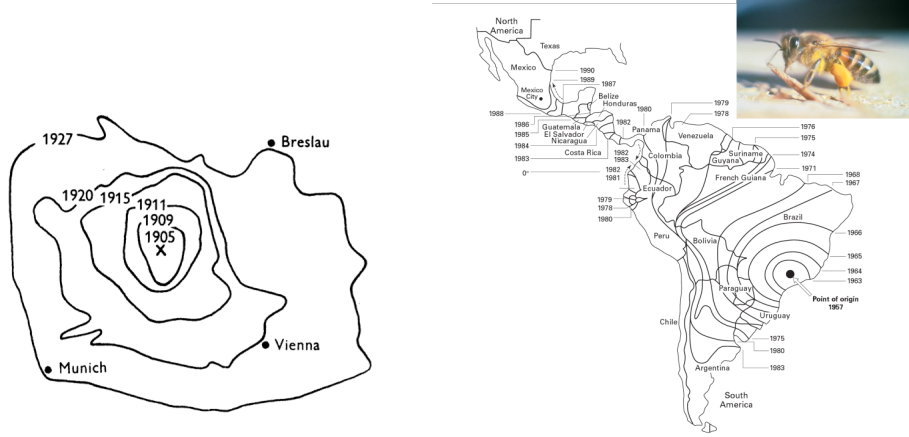 1927
Breslau
1920
1915
1911
1909
1905
X
Vienna
Munich
North
America
Texas
Mexico
1990
1989
1987
Mexico
City
Belize
Honduras
1988
1986
1985
1984
1983
Guatemala
El Salvador
Nicaragua
Costa Rica
1980
1982
Panama
1979
1978
Venezuela
1976
1975
Suriname
Guyana
1974
French Guiana
1971
1968
1967
Colombia
1982
1983
0°
1982
1981
Ecuador
1979
1978
1980
Peru
Brazil
1966
Bolivia
1965
1964
1963
Paraguay
Point of origin
1957
Uruguay
Chile
1975
1980
1983
Argentina
South
America